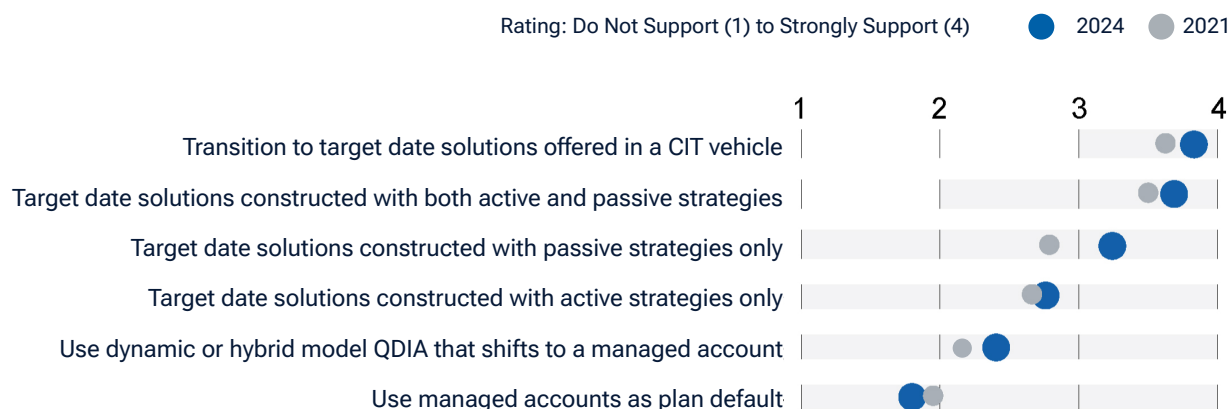 Rating: Do Not Support (1) to Strongly Support (4) 2024 2021
1 2 3 4
Transition to target date solutions offered in a CIT vehicle
Target date solutions constructed with both active and passive strategies
Target date solutions constructed with passive strategies only
Target date solutions constructed with active strategies only
Use dynamic or hybrid model QDIA that shifts to a managed account
Use managed accounts as plan default